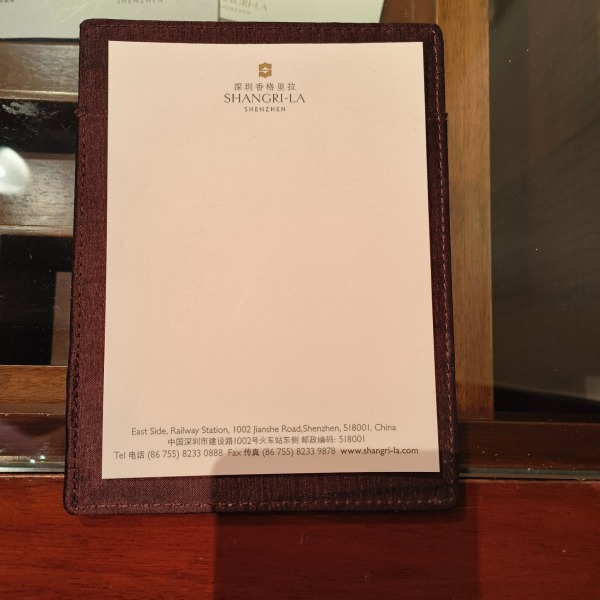 SHANGRI-LA
SHENZHEN
深圳香格里拉
SHANGRI-LA
SHENZHEN
East Side, Railway Station, 1002 Jianshe Road,Shenzhen, 518001, China
中国深圳市建设路1002号火车站东侧 邮政编码: 518001
Tel 电话 (86 755) 8233 0888 Fax 传真 (86 755) 8233 9878 www.shangri-la.com